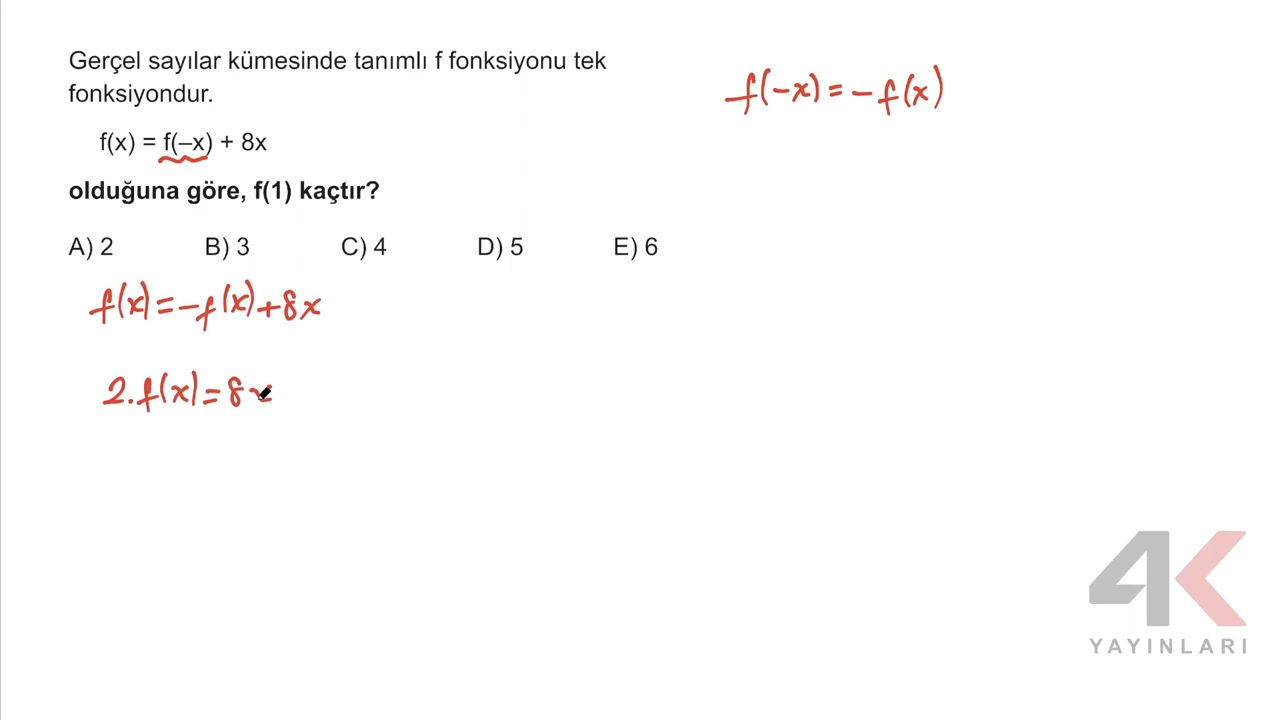 Gerçel sayılar kümesinde tanımlı f fonksiyonu tek
fonksiyondur.
f(x) = f(–x) + 8x
olduğuna göre, f(1) kaçtır?
A) 2 B) 3 C) 4 D) 5 E) 6
f(-x) = -f(x)
f(x) = -f(x) + 8x
2.f(x) = 8x
4K
YAYINLARI